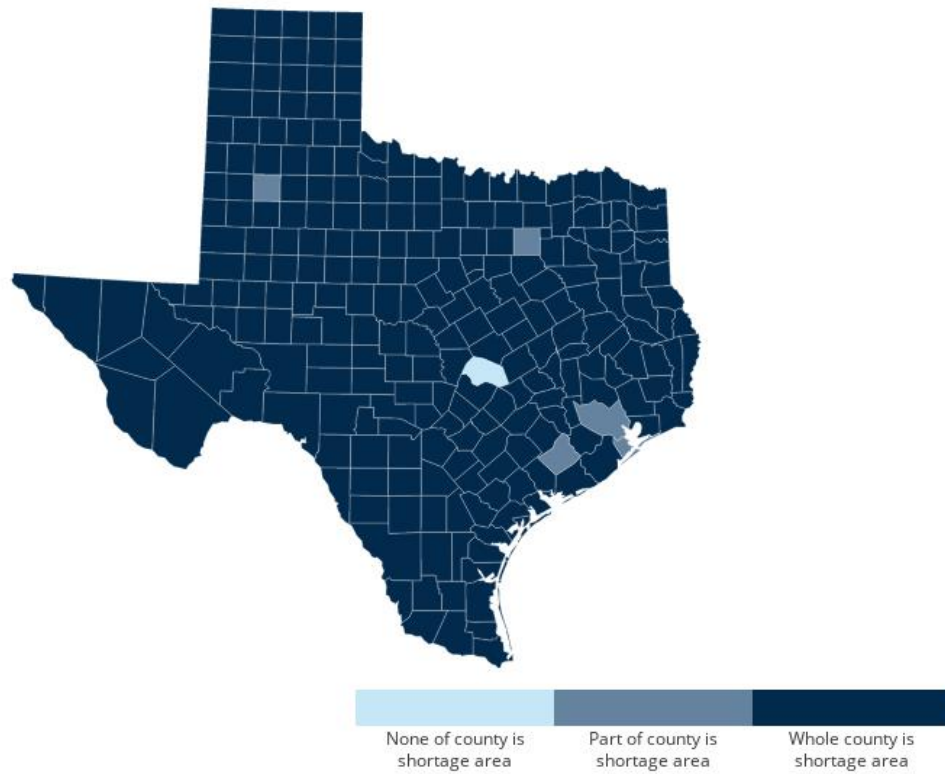 None of county is
shortage area
Part of county is
shortage area
Whole county is
shortage area